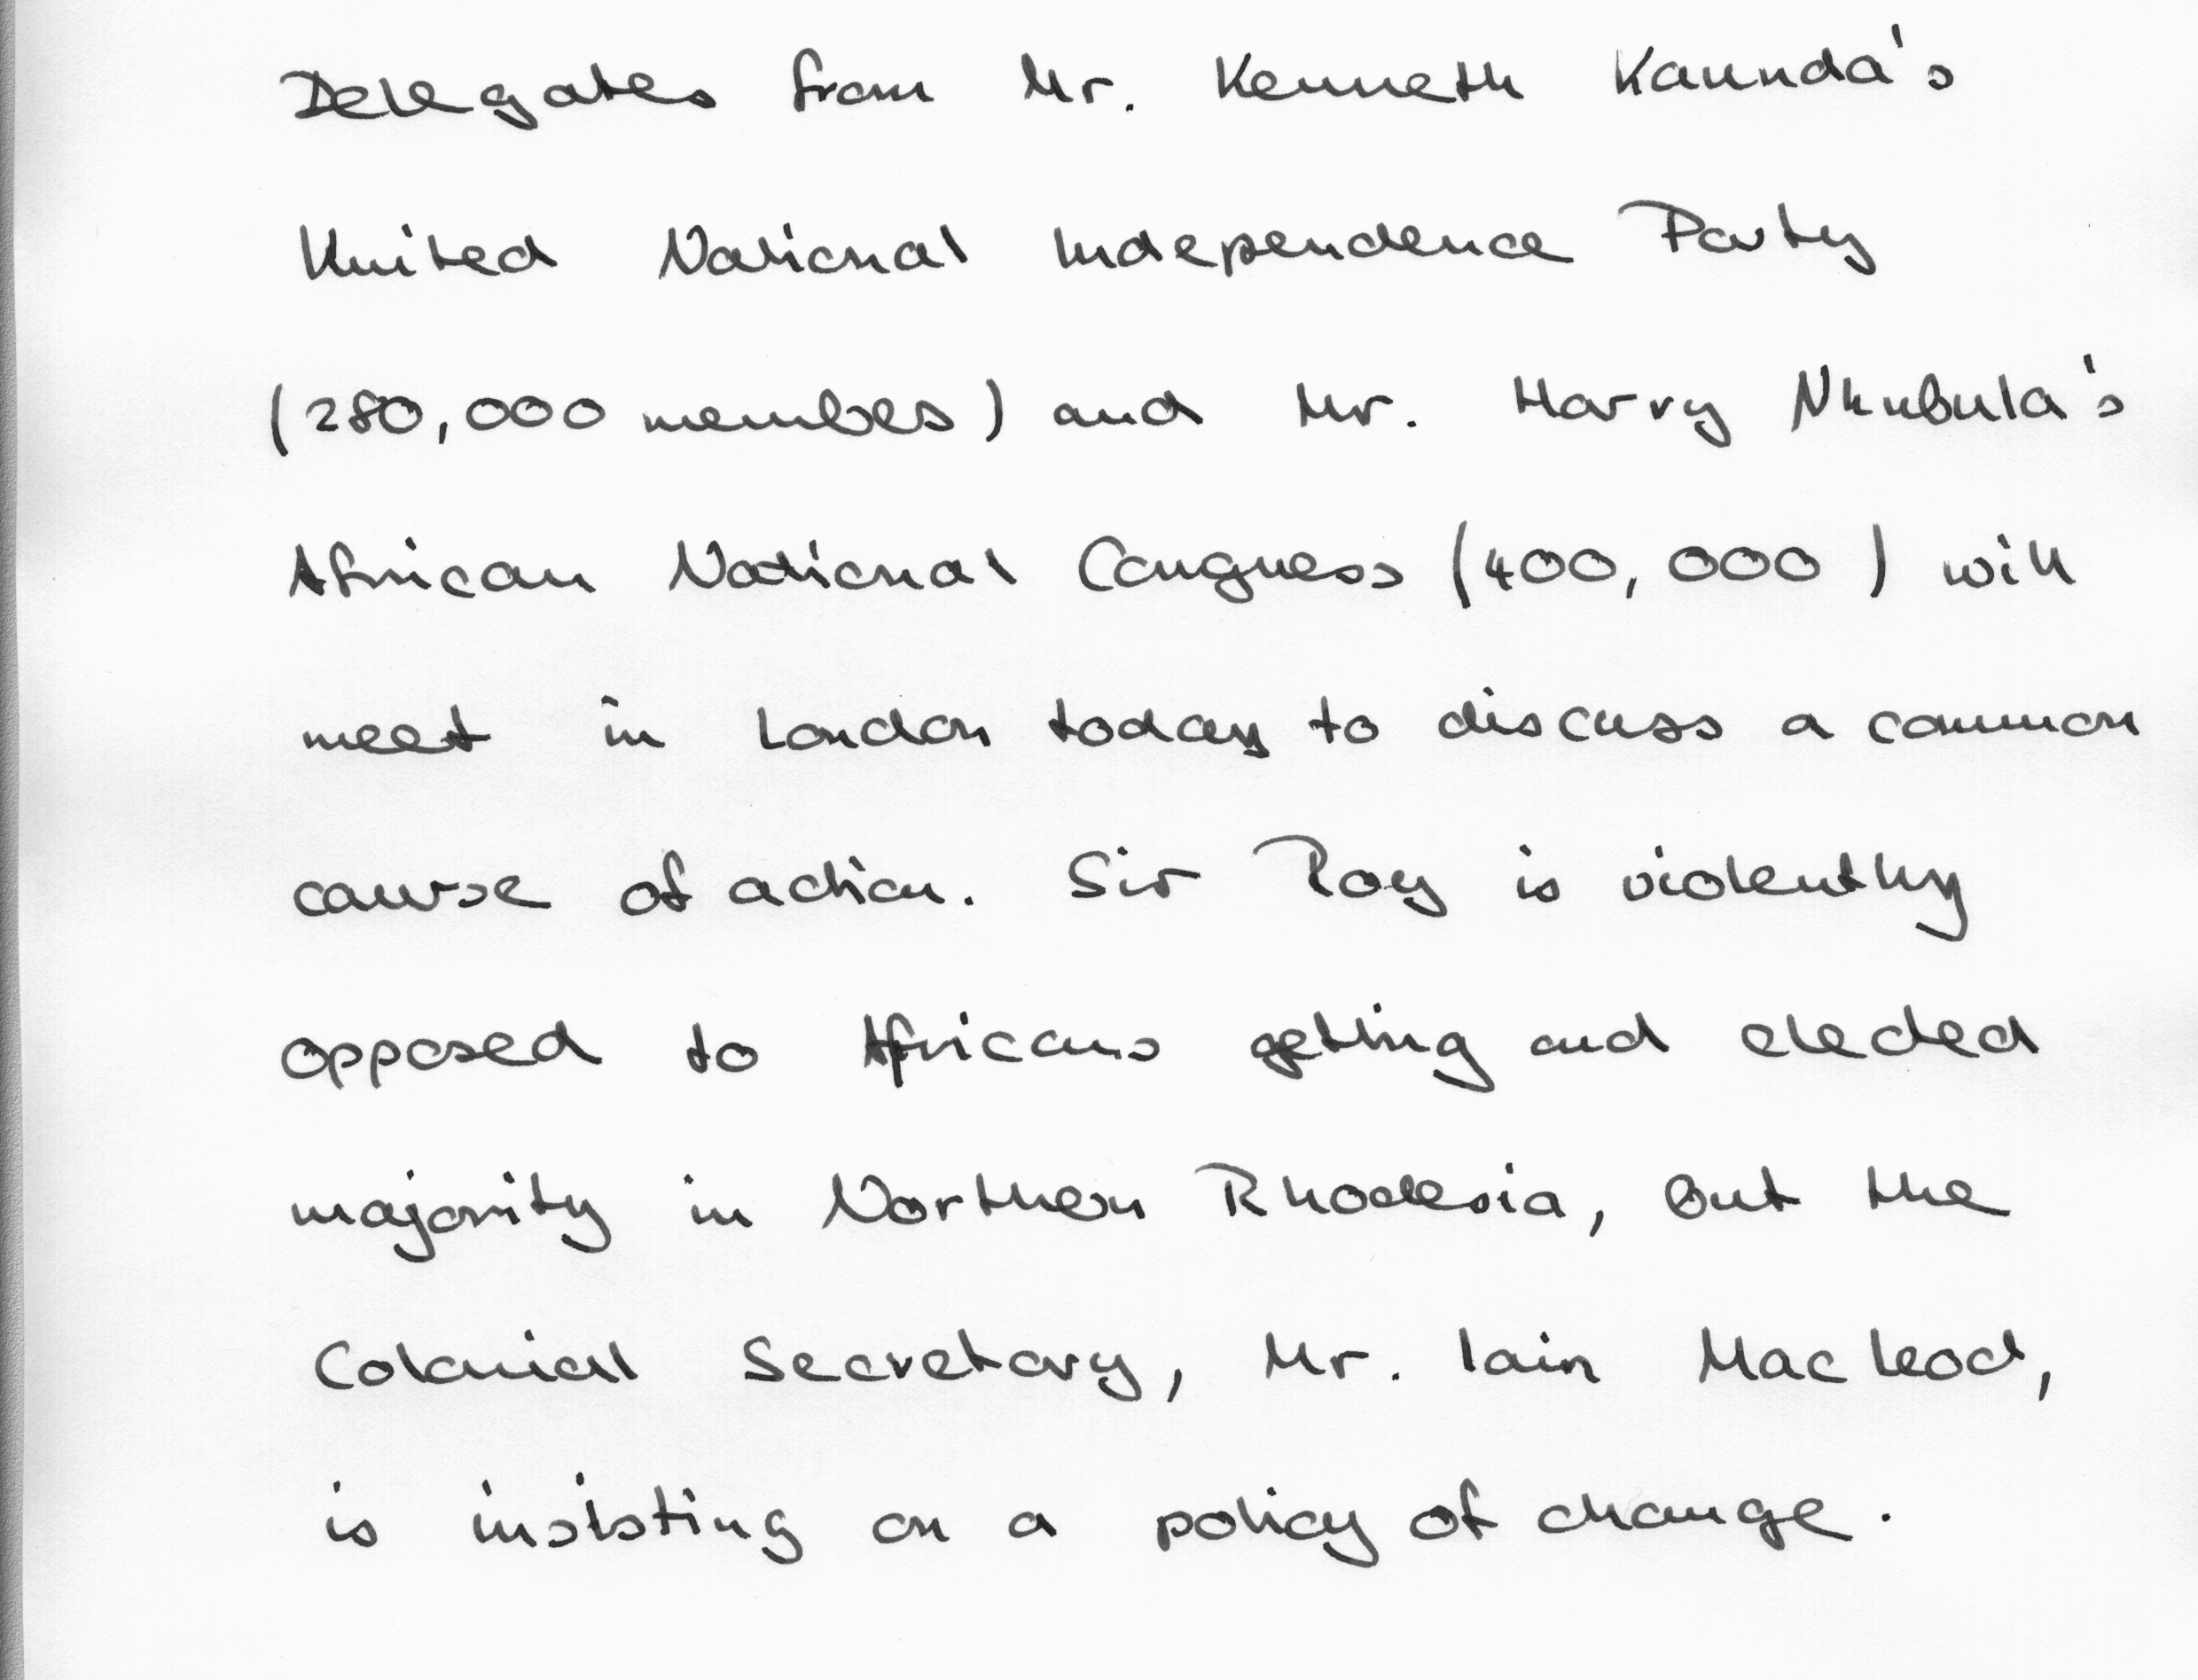 Delegates from Mr. Kenneth Kaunda's
United National Independence Party
(280,000 membes) and Mr. Harry Nkubula's
African National Congress (400,000) will
meet in London today to discuss a common
course of action. Sir Roy is violently
opposed to Africans getting and elected
majority in Northern Rhodesia, but the
Colonial Secretary, Mr. Iain Macleod,
is insisting on a policy of change.